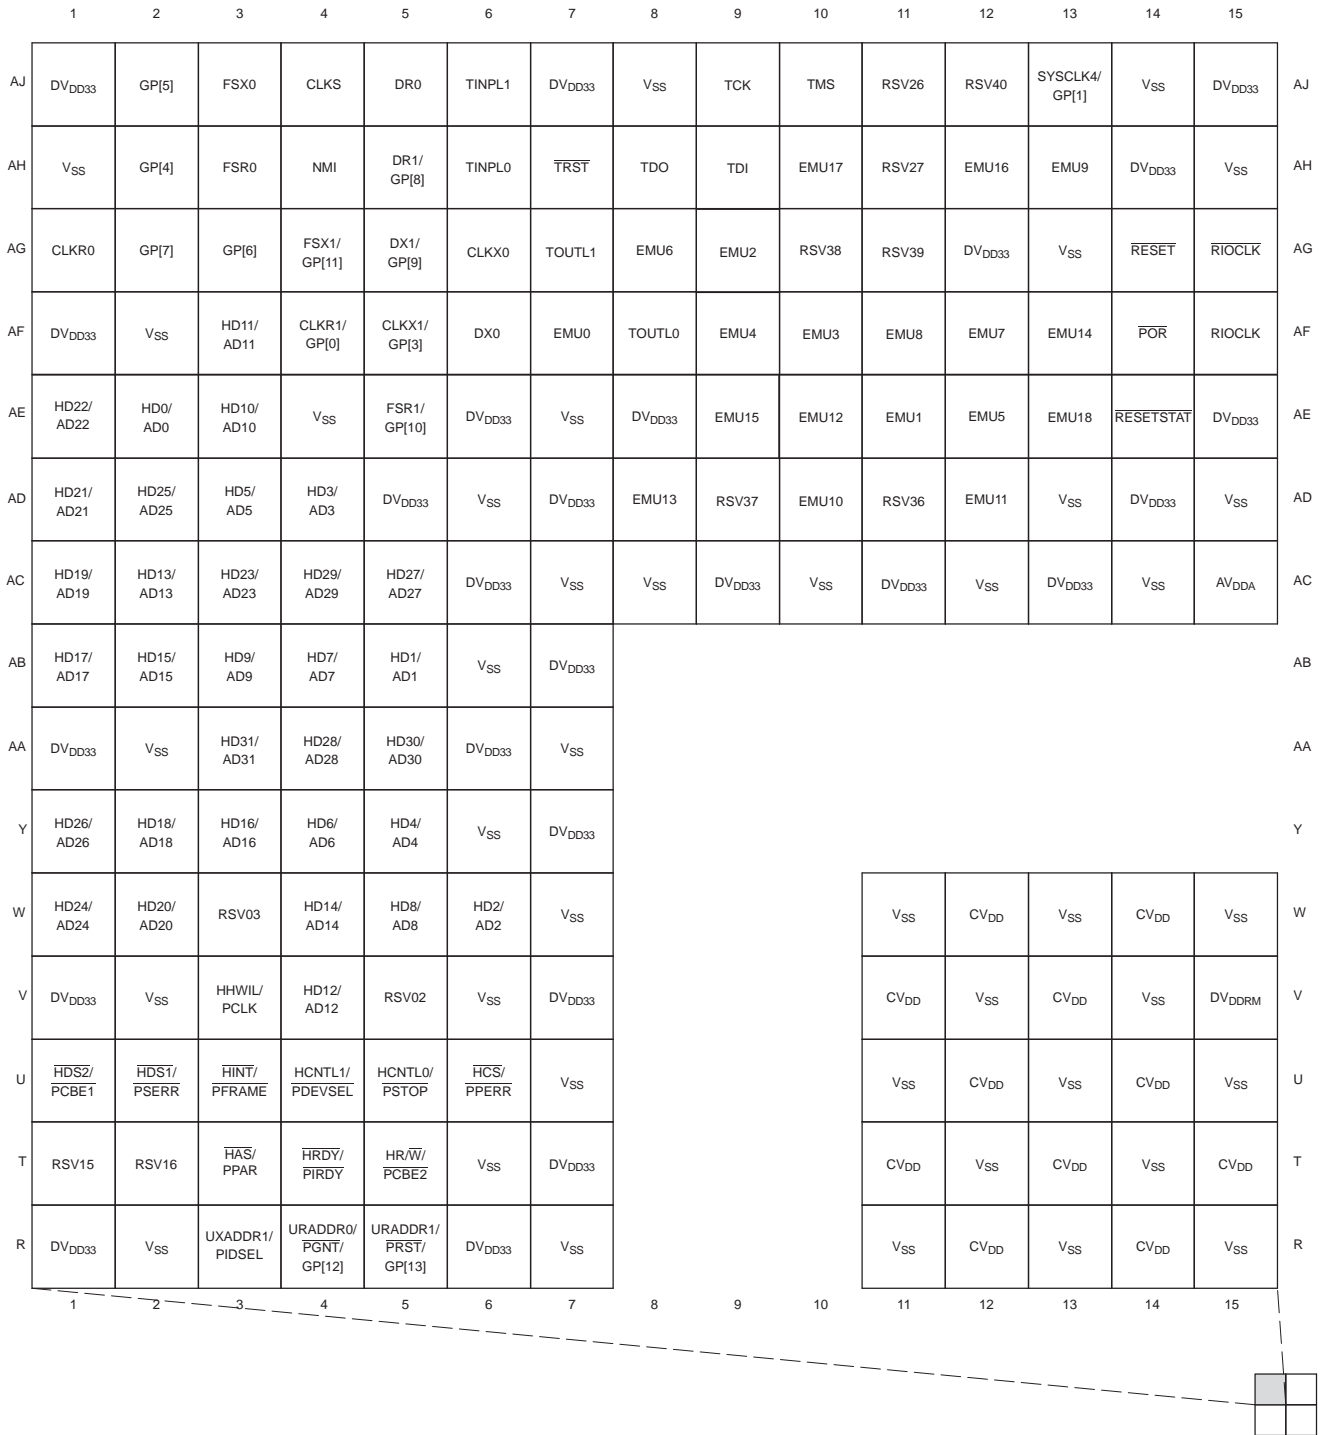 1 2 3 4 5 6 7 8 9 10 11 12 13 14 15
AJ DVDD33 GP[5] FSX0 CLKS DR0 TINPL1 DVDD33 VSS TCK TMS RSV26 RSV40 SYSCLK4/ GP[1] VSS DVDD33 AJ
AH VSS GP[4] FSR0 NMI DR1/ GP[8] TINPL0 TRST TDO TDI EMU17 RSV27 EMU16 EMU9 DVDD33 VSS AH
AG CLKR0 GP[7] GP[6] FSX1/ GP[11] DX1/ GP[9] CLKX0 TOUTL1 EMU6 EMU2 RSV38 RSV39 DVDD33 VSS RESET RIOCLK AG
AF DVDD33 VSS HD11/ AD11 CLKR1/ GP[0] CLKX1/ GP[3] DX0 EMU0 TOUTL0 EMU4 EMU3 EMU8 EMU7 EMU14 POR RIOCLK AF
AE HD22/ AD22 HD0/ AD0 HD10/ AD10 VSS FSR1/ GP[10] DVDD33 VSS DVDD33 EMU15 EMU12 EMU1 EMU5 EMU18 RESETSTAT DVDD33 AE
AD HD21/ AD21 HD25/ AD25 HD5/ AD5 HD3/ AD3 DVDD33 VSS DVDD33 EMU13 RSV37 EMU10 RSV36 EMU11 VSS DVDD33 VSS AD
AC HD19/ AD19 HD13/ AD13 HD23/ AD23 HD29/ AD29 HD27/ AD27 DVDD33 VSS VSS DVDD33 VSS DVDD33 VSS DVDD33 VSS AVDDA AC
AB HD17/ AD17 HD15/ AD15 HD9/ AD9 HD7/ AD7 HD1/ AD1 VSS DVDD33 AB
AA DVDD33 VSS HD31/ AD31 HD28/ AD28 HD30/ AD30 DVDD33 VSS AA
Y HD26/ AD26 HD18/ AD18 HD16/ AD16 HD6/ AD6 HD4/ AD4 VSS DVDD33 Y
W HD24/ AD24 HD20/ AD20 RSV03 HD14/ AD14 HD8/ AD8 HD2/ AD2 VSS VSS CVDD VSS CVDD VSS W
V DVDD33 VSS HHWIL/ PCLK HD12/ AD12 RSV02 VSS DVDD33 CVDD VSS CVDD VSS DVDDRM V
U HDS2/ PCBE1 HDS1/ PSERR HINT/ PFRAME HCNTL1/ PDEVSEL HCNTL0/ PSTOP HCS/ PPERR VSS VSS CVDD VSS CVDD VSS U
T RSV15 RSV16 HAS/ PPAR HRDY/ PIRDY HR/W/ PCBE2 VSS DVDD33 CVDD VSS CVDD VSS CVDD T
R DVDD33 VSS UXADDR1/ PIDSEL URADDR0/ PGNT/ GP[12] URADDR1/ PRST/ GP[13] DVDD33 VSS VSS CVDD VSS CVDD VSS R
1 2 3 4 5 6 7 8 9 10 11 12 13 14 15